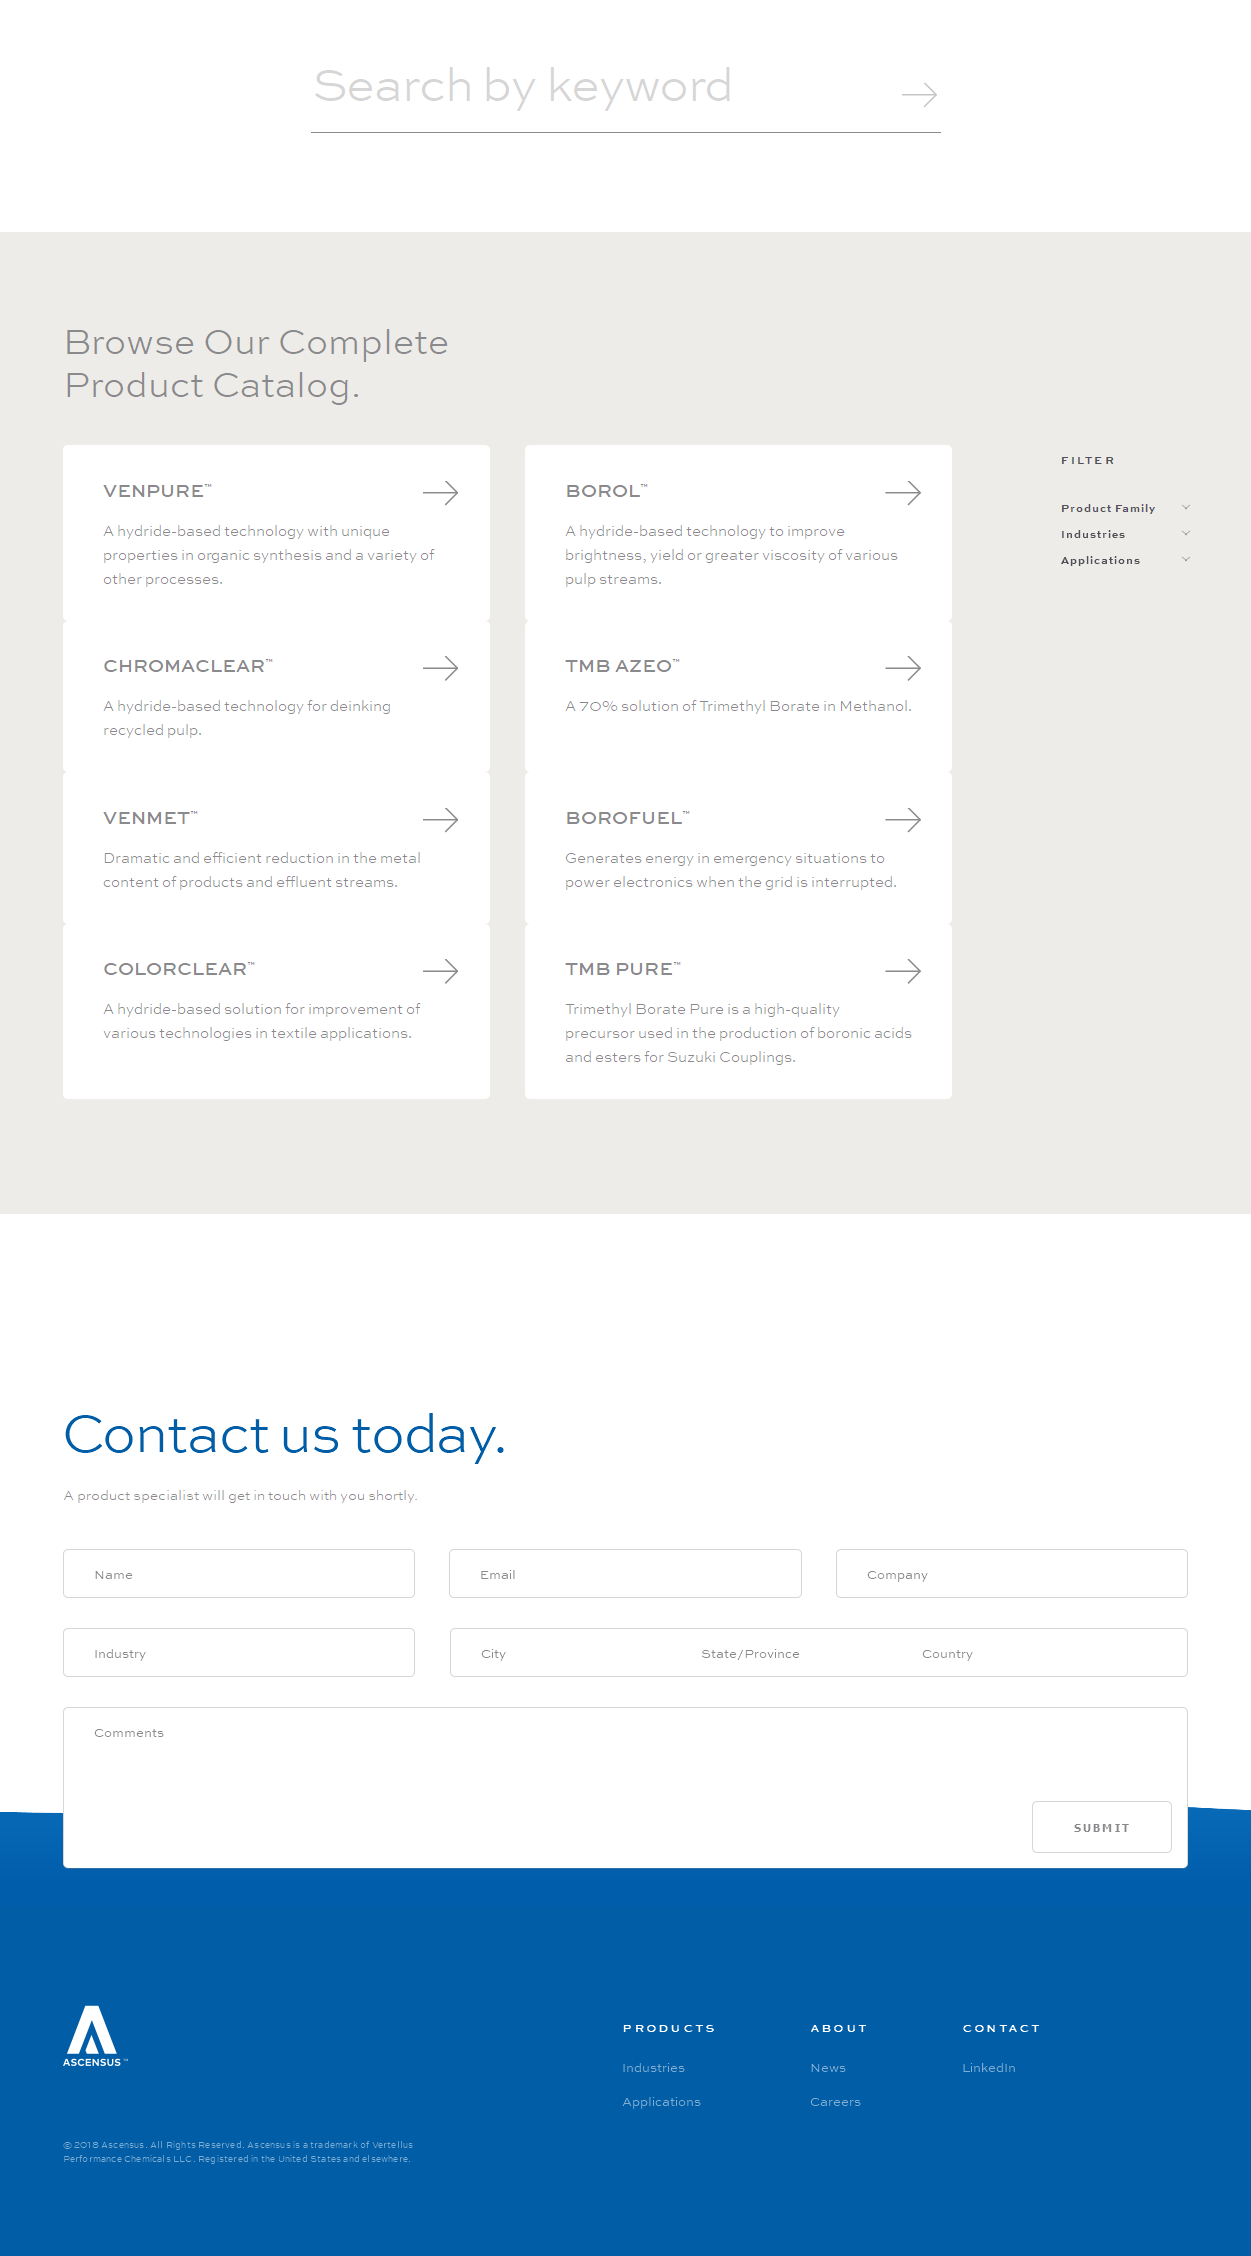 Search by keyword
Browse Our Complete
Product Catalog.
VENPURE™
A hydride-based technology with unique
properties in organic synthesis and a variety of
other processes.
BOROL™
A hydride-based technology to improve
brightness, yield or greater viscosity of various
pulp streams.
FILTER
Product Family
Industries
Applications
CHROMACLEAR™
A hydride-based technology for deinking
recycled pulp.
TMB AZEO™
A 70% solution of Trimethyl Borate in Methanol.
VENMET™
Dramatic and efficient reduction in the metal
content of products and effluent streams.
BOROFUEL™
Generates energy in emergency situations to
power electronics when the grid is interrupted.
COLORCLEAR™
A hydride-based solution for improvement of
various technologies in textile applications.
TMB PURE™
Trimethyl Borate Pure is a high-quality
precursor used in the production of boronic acids
and esters for Suzuki Couplings.
Contact us today.
A product specialist will get in touch with you shortly.
Name
Email
Company
Industry
City
State/Province
Country
Comments
SUBMIT
ASCENSUS™
PRODUCTS
Industries
Applications
ABOUT
News
Careers
CONTACT
LinkedIn
© 2018 Ascensus. All Rights Reserved. Ascensus is a trademark of Vertellus
Performance Chemicals LLC. Registered in the United States and elsewhere.